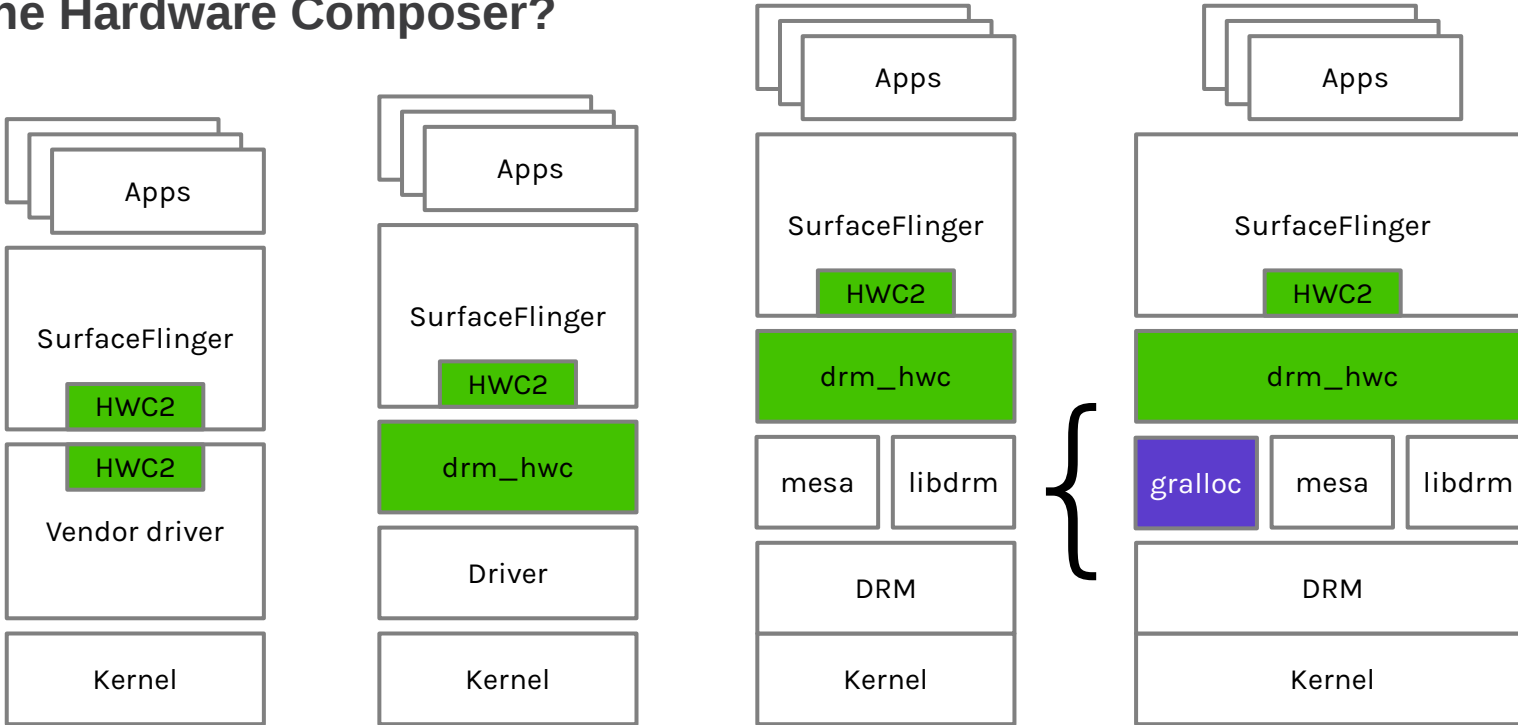 ne Hardware Composer?
Apps
SurfaceFlinger
HWC2
HWC2
Vendor driver
Kernel
Apps
SurfaceFlinger
HWC2
drm_hwc
Driver
Kernel
Apps
SurfaceFlinger
HWC2
drm_hwc
mesa
libdrm
DRM
Kernel
{
Apps
SurfaceFlinger
HWC2
drm_hwc
gralloc
mesa
libdrm
DRM
Kernel